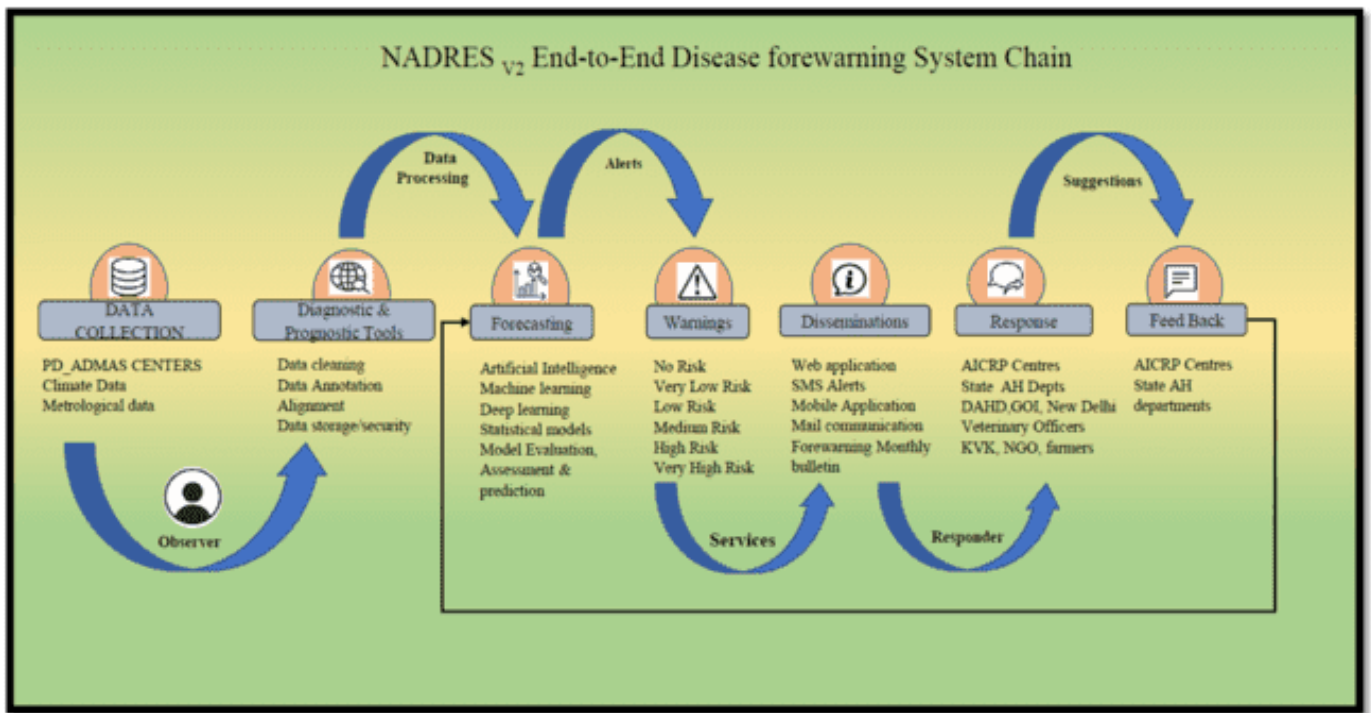 NADRES V2 End-to-End Disease forewarning System Chain
Data
Processing
Alerts
Suggestions
DATA
COLLECTION
PD_ADMAS CENTERS
Climate Data
Metrological data
Observer
Diagnostic &
Prognostic Tools
Data cleaning
Data Annotation
Alignment
Data storage/security
Forecasting
Artificial Intelligence
Machine learning
Deep learning
Statistical models
Model Evaluation,
Assessment &
prediction
Warnings
No Risk
Very Low Risk
Low Risk
Medium Risk
High Risk
Very High Risk
Services
Disseminations
Web application
SMS Alerts
Mobile Application
Mail communication
Forewarning Monthly
bulletin
Responder
Response
AICRP Centres
State AH Depts
DAHD,GOI, New Delhi
Veterinary Officers
KVK, NGO, farmers
Feed Back
AICRP Centres
State AH
departments